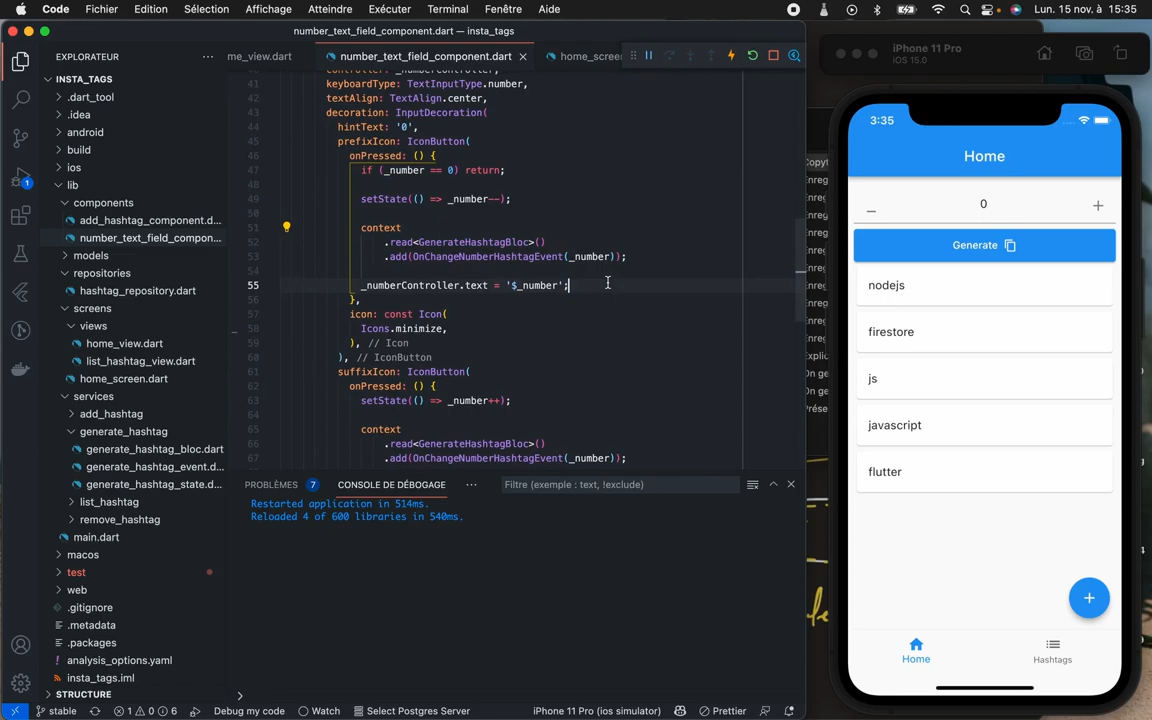 Code Fichier Edition Sélection Affichage Atteindre Exécuter Terminal Fenêtre Aide Lun. 15 nov. à 15:35
number_text_field_component.dart — insta_tags
EXPLORATEUR
me_view.dart
number_text_field_component.dart
home_scree
INSTA_TAGS
.dart_tool
.idea
android
build
ios
lib
components
add_hashtag_component.d...
number_text_field_compon...
models
repositories
hashtag_repository.dart
screens
views
home_view.dart
list_hashtag_view.dart
home_screen.dart
services
add_hashtag
generate_hashtag
generate_hashtag_bloc.dart
generate_hashtag_event.d...
generate_hashtag_state.d...
list_hashtag
remove_hashtag
main.dart
macos
test
web
.gitignore
.metadata
.packages
analysis_options.yaml
insta_tags.iml
STRUCTURE
1
41 keyboardType: TextInputType.number,
42 textAlign: TextAlign.center,
43 decoration: InputDecoration(
44 hintText: '0',
45 prefixIcon: IconButton(
46 onPressed: () {
47 if (_number == 0) return;
48
49 setState(() => _number--);
50
51 context
52 .read<GenerateHashtagBloc>()
53 .add(OnChangeNumberHashtagEvent(_number));
54
55 _numberController.text = '$_number';
56 },
57 icon: const Icon(
58 Icons.minimize,
59 ), // Icon
60 ), // IconButton
61 suffixIcon: IconButton(
62 onPressed: () {
63 setState(() => _number++);
64
65 context
66 .read<GenerateHashtagBloc>()
67 .add(OnChangeNumberHashtagEvent(_number));
PROBLÈMES 7 CONSOLE DE DÉBOGAGE ... Filtre (exemple : text, !exclude)
Restarted application in 514ms.
Reloaded 4 of 600 libraries in 540ms.
stable 1 0 6 Debug my code Watch Select Postgres Server iPhone 11 Pro (ios simulator) Prettier
iPhone 11 Pro
iOS 15.0
3:35
Home
0
Generate
nodejs
firestore
js
javascript
flutter
Home
Hashtags